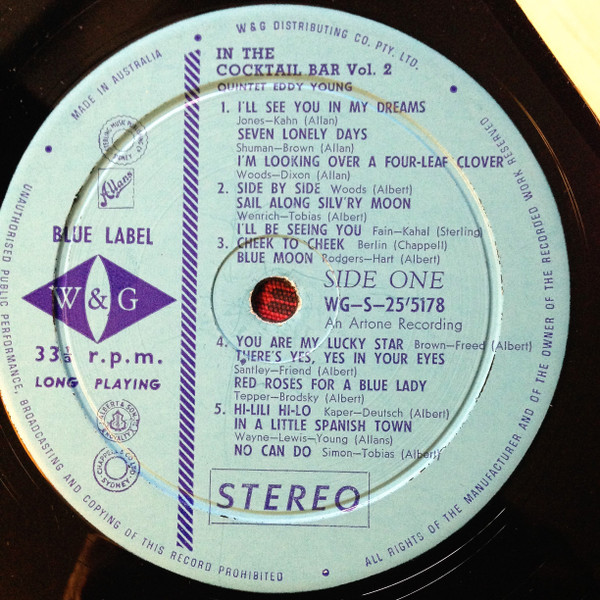 W & G DISTRIBUTING CO. PTY. LTD.
MADE IN AUSTRALIA
IN THE
COCKTAIL BAR Vol. 2
QUINTET EDDY YOUNG
1. I'LL SEE YOU IN MY DREAMS
Jones-Kahn (Allan)
SEVEN LONELY DAYS
Shuman-Brown (Allan)
I'M LOOKING OVER A FOUR-LEAF CLOVER
Woods-Dixon (Allan)
2. SIDE BY SIDE Woods (Albert)
SAIL ALONG SILV'RY MOON
Wenrich-Tobias (Albert)
I'LL BE SEEING YOU Fain-Kahal (Sterling)
3. CHEEK TO CHEEK Berlin (Chappell)
BLUE MOON Rodgers-Hart (Albert)
SIDE ONE
WG-S-25/5178
An Artone Recording
4. YOU ARE MY LUCKY STAR Brown-Freed (Albert)
THERE'S YES, YES IN YOUR EYES
Santley-Friend (Albert)
RED ROSES FOR A BLUE LADY
Tepper-Brodsky (Albert)
5. HI-LILI HI-LO Kaper-Deutsch (Albert)
IN A LITTLE SPANISH TOWN
Wayne-Lewis-Young (Allans)
NO CAN DO Simon-Tobias (Albert)
STEREO
Allans
BLUE LABEL
W & G
33⅓ r.p.m.
LONG PLAYING
ALBERT & SON
CHAPPELL & CO LTD
SYDNEY
UNAUTHORISED PUBLIC PERFORMANCE, BROADCASTING AND COPYING OF THIS RECORD PROHIBITED
ALL RIGHTS OF THE MANUFACTURER AND OF THE OWNER OF THE RECORDED WORK RESERVED